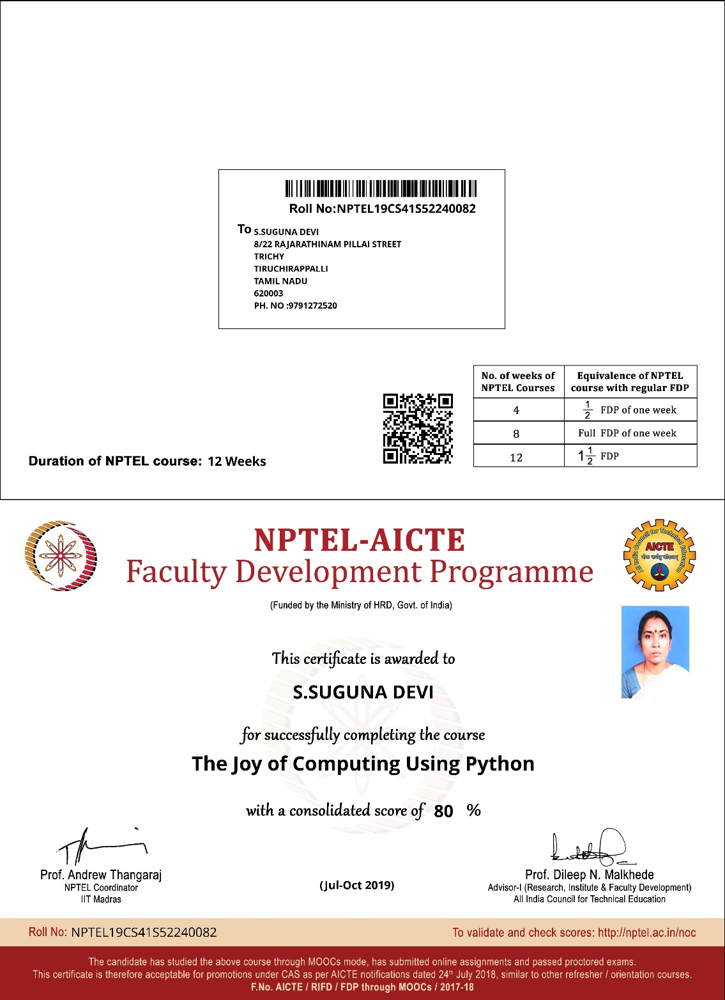 Roll No:NPTEL19CS41S52240082
To S.SUGUNA DEVI
8/22 RAJARATHINAM PILLAI STREET
TRICHY
TIRUCHIRAPPALLI
TAMIL NADU
620003
PH. NO :9791272520
No. of weeks of NPTEL Courses
Equivalence of NPTEL course with regular FDP
4 1/2 FDP of one week
8 Full FDP of one week
12 1 1/2 FDP
Duration of NPTEL course: 12 Weeks
NPTEL-AICTE
Faculty Development Programme
(Funded by the Ministry of HRD, Govt. of India)
All India Council for Technical Education
AICTE
This certificate is awarded to
S.SUGUNA DEVI
for successfully completing the course
The Joy of Computing Using Python
with a consolidated score of 80 %
Prof. Andrew Thangaraj
NPTEL Coordinator
IIT Madras
(Jul-Oct 2019)
Prof. Dileep N. Malkhede
Advisor-I (Research, Institute & Faculty Development)
All India Council for Technical Education
Roll No: NPTEL19CS41S52240082
To validate and check scores: http://nptel.ac.in/noc
The candidate has studied the above course through MOOCs mode, has submitted online assignments and passed proctored exams.
This certificate is therefore acceptable for promotions under CAS as per AICTE notifications dated 24th July 2018, similar to other refresher / orientation courses.
F.No. AICTE / RIFD / FDP through MOOCs / 2017-18